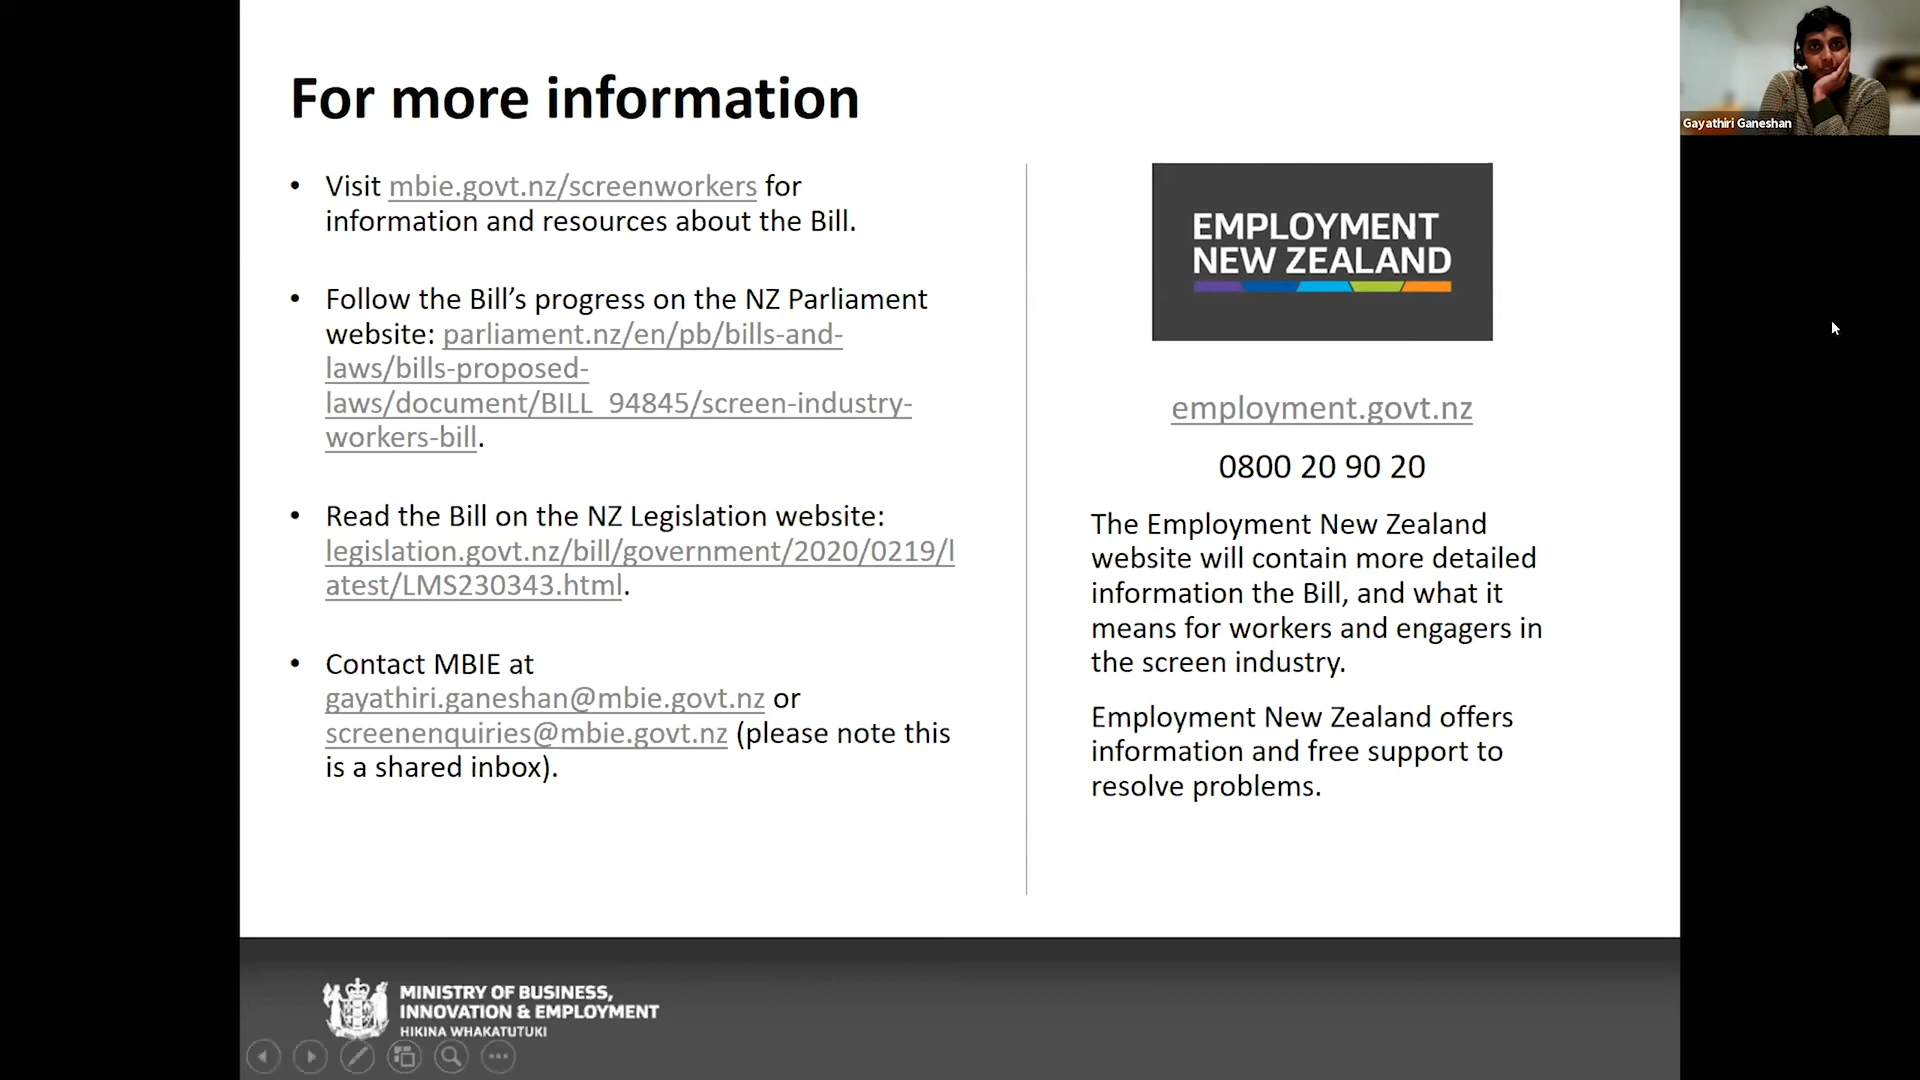 For more information
• Visit mbie.govt.nz/screenworkers for
information and resources about the Bill.
• Follow the Bill's progress on the NZ Parliament
website: parliament.nz/en/pb/bills-and-
laws/bills-proposed-
laws/document/BILL_94845/screen-industry-
workers-bill.
• Read the Bill on the NZ Legislation website:
legislation.govt.nz/bill/government/2020/0219/l
atest/LMS230343.html.
• Contact MBIE at
gayathiri.ganeshan@mbie.govt.nz or
screenenquiries@mbie.govt.nz (please note this
is a shared inbox).
EMPLOYMENT
NEW ZEALAND
employment.govt.nz
0800 20 90 20
The Employment New Zealand
website will contain more detailed
information the Bill, and what it
means for workers and engagers in
the screen industry.
Employment New Zealand offers
information and free support to
resolve problems.
MINISTRY OF BUSINESS,
INNOVATION & EMPLOYMENT
HIKINA WHAKATUTUKI
Gayathiri Ganeshan